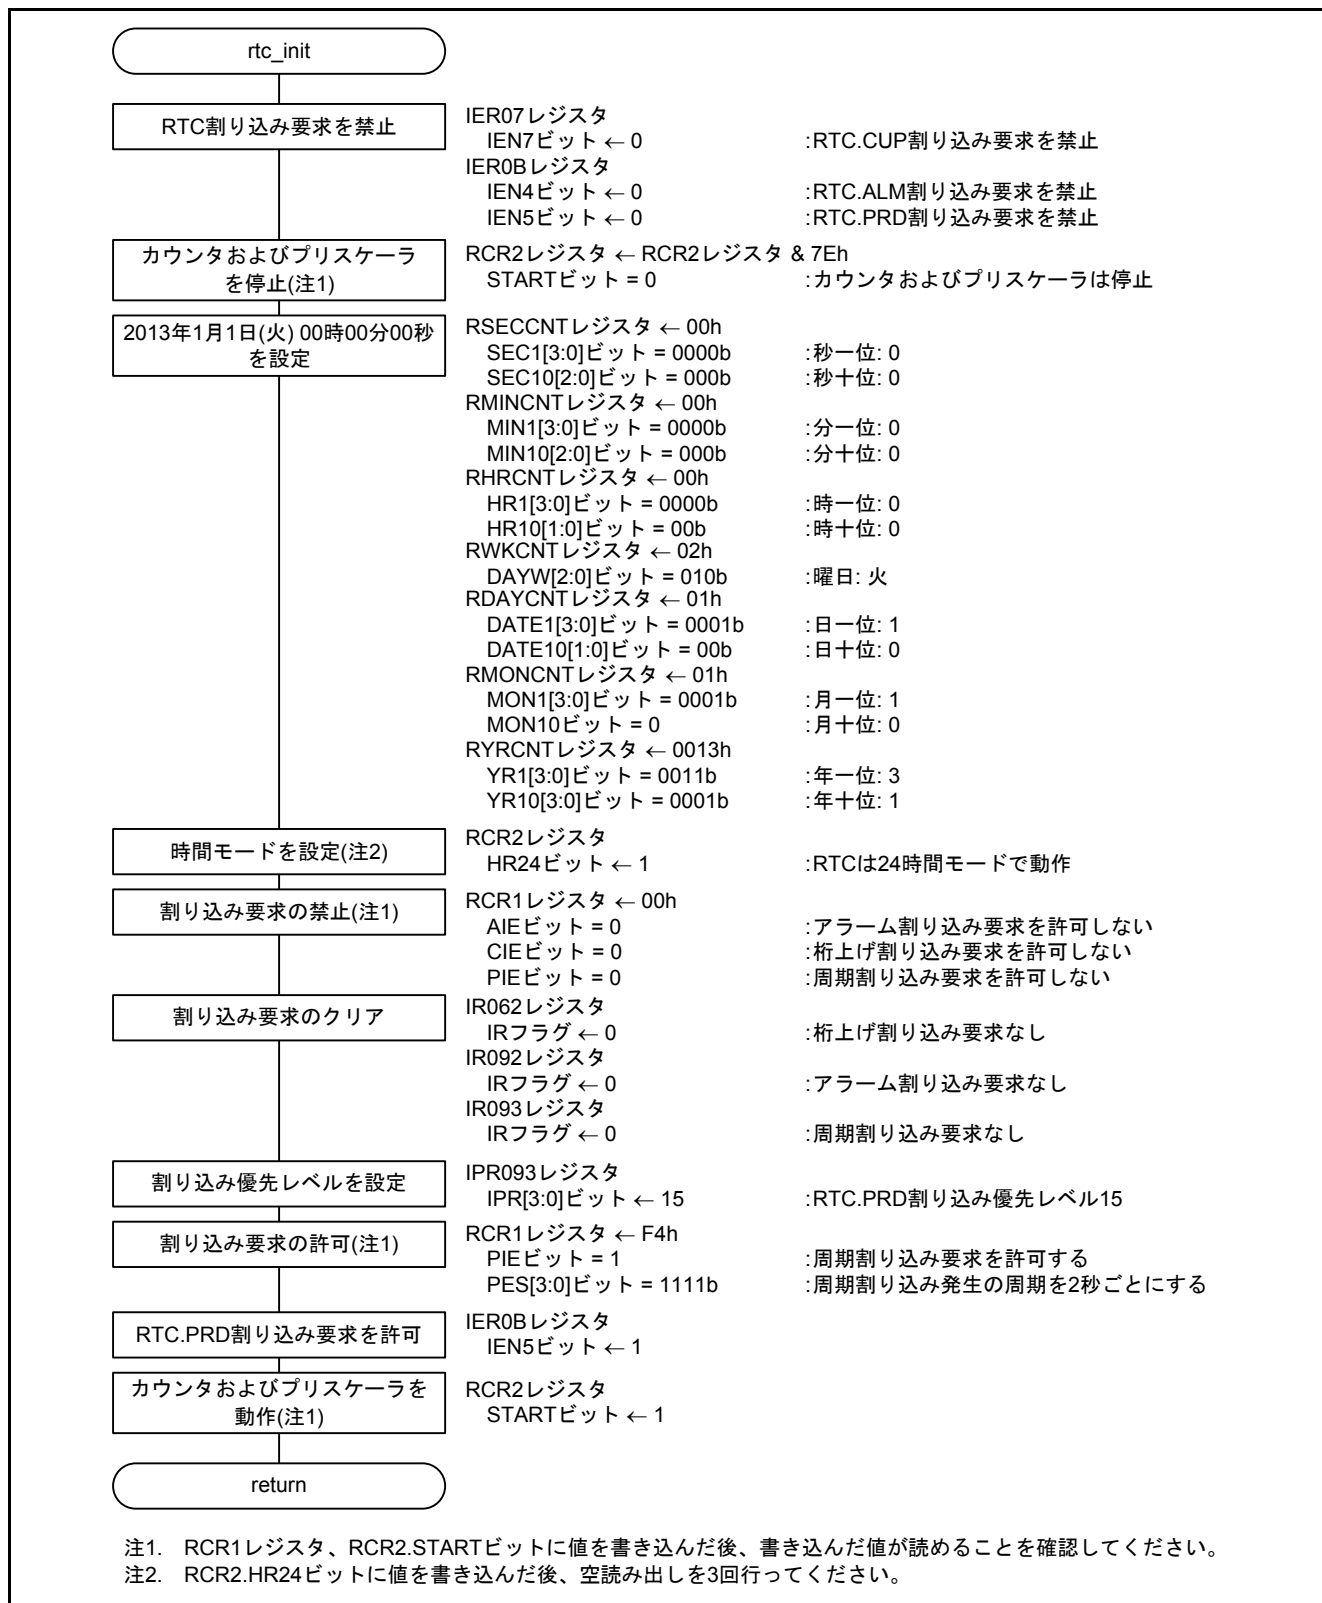 rtc_init
RTC割り込み要求を禁止
IER07レジスタ
IEN7ビット ← 0 :RTC.CUP割り込み要求を禁止
IER0Bレジスタ
IEN4ビット ← 0 :RTC.ALM割り込み要求を禁止
IEN5ビット ← 0 :RTC.PRD割り込み要求を禁止
カウンタおよびプリスケーラ
を停止(注1)
RCR2レジスタ ← RCR2レジスタ & 7Eh
STARTビット = 0 :カウンタおよびプリスケーラは停止
2013年1月1日(火) 00時00分00秒
を設定
RSECCNTレジスタ ← 00h
SEC1[3:0]ビット = 0000b :秒一位: 0
SEC10[2:0]ビット = 000b :秒十位: 0
RMINCNTレジスタ ← 00h
MIN1[3:0]ビット = 0000b :分一位: 0
MIN10[2:0]ビット = 000b :分十位: 0
RHRCNTレジスタ ← 00h
HR1[3:0]ビット = 0000b :時一位: 0
HR10[1:0]ビット = 00b :時十位: 0
RWKCNTレジスタ ← 02h
DAYW[2:0]ビット = 010b :曜日: 火
RDAYCNTレジスタ ← 01h
DATE1[3:0]ビット = 0001b :日一位: 1
DATE10[1:0]ビット = 00b :日十位: 0
RMONCNTレジスタ ← 01h
MON1[3:0]ビット = 0001b :月一位: 1
MON10ビット = 0 :月十位: 0
RYRCNTレジスタ ← 0013h
YR1[3:0]ビット = 0011b :年一位: 3
YR10[3:0]ビット = 0001b :年十位: 1
時間モードを設定(注2)
RCR2レジスタ
HR24ビット ← 1 :RTCは24時間モードで動作
割り込み要求の禁止(注1)
RCR1レジスタ ← 00h
AIEビット = 0 :アラーム割り込み要求を許可しない
CIEビット = 0 :桁上げ割り込み要求を許可しない
PIEビット = 0 :周期割り込み要求を許可しない
割り込み要求のクリア
IR062レジスタ
IRフラグ ← 0 :桁上げ割り込み要求なし
IR092レジスタ
IRフラグ ← 0 :アラーム割り込み要求なし
IR093レジスタ
IRフラグ ← 0 :周期割り込み要求なし
割り込み優先レベルを設定
IPR093レジスタ
IPR[3:0]ビット ← 15 :RTC.PRD割り込み優先レベル15
割り込み要求の許可(注1)
RCR1レジスタ ← F4h
PIEビット = 1 :周期割り込み要求を許可する
PES[3:0]ビット = 1111b :周期割り込み発生の周期を2秒ごとにする
RTC.PRD割り込み要求を許可
IER0Bレジスタ
IEN5ビット ← 1
カウンタおよびプリスケーラを
動作(注1)
RCR2レジスタ
STARTビット ← 1
return
注1. RCR1レジスタ、RCR2.STARTビットに値を書き込んだ後、書き込んだ値が読めることを確認してください。
注2. RCR2.HR24ビットに値を書き込んだ後、空読み出しを3回行ってください。